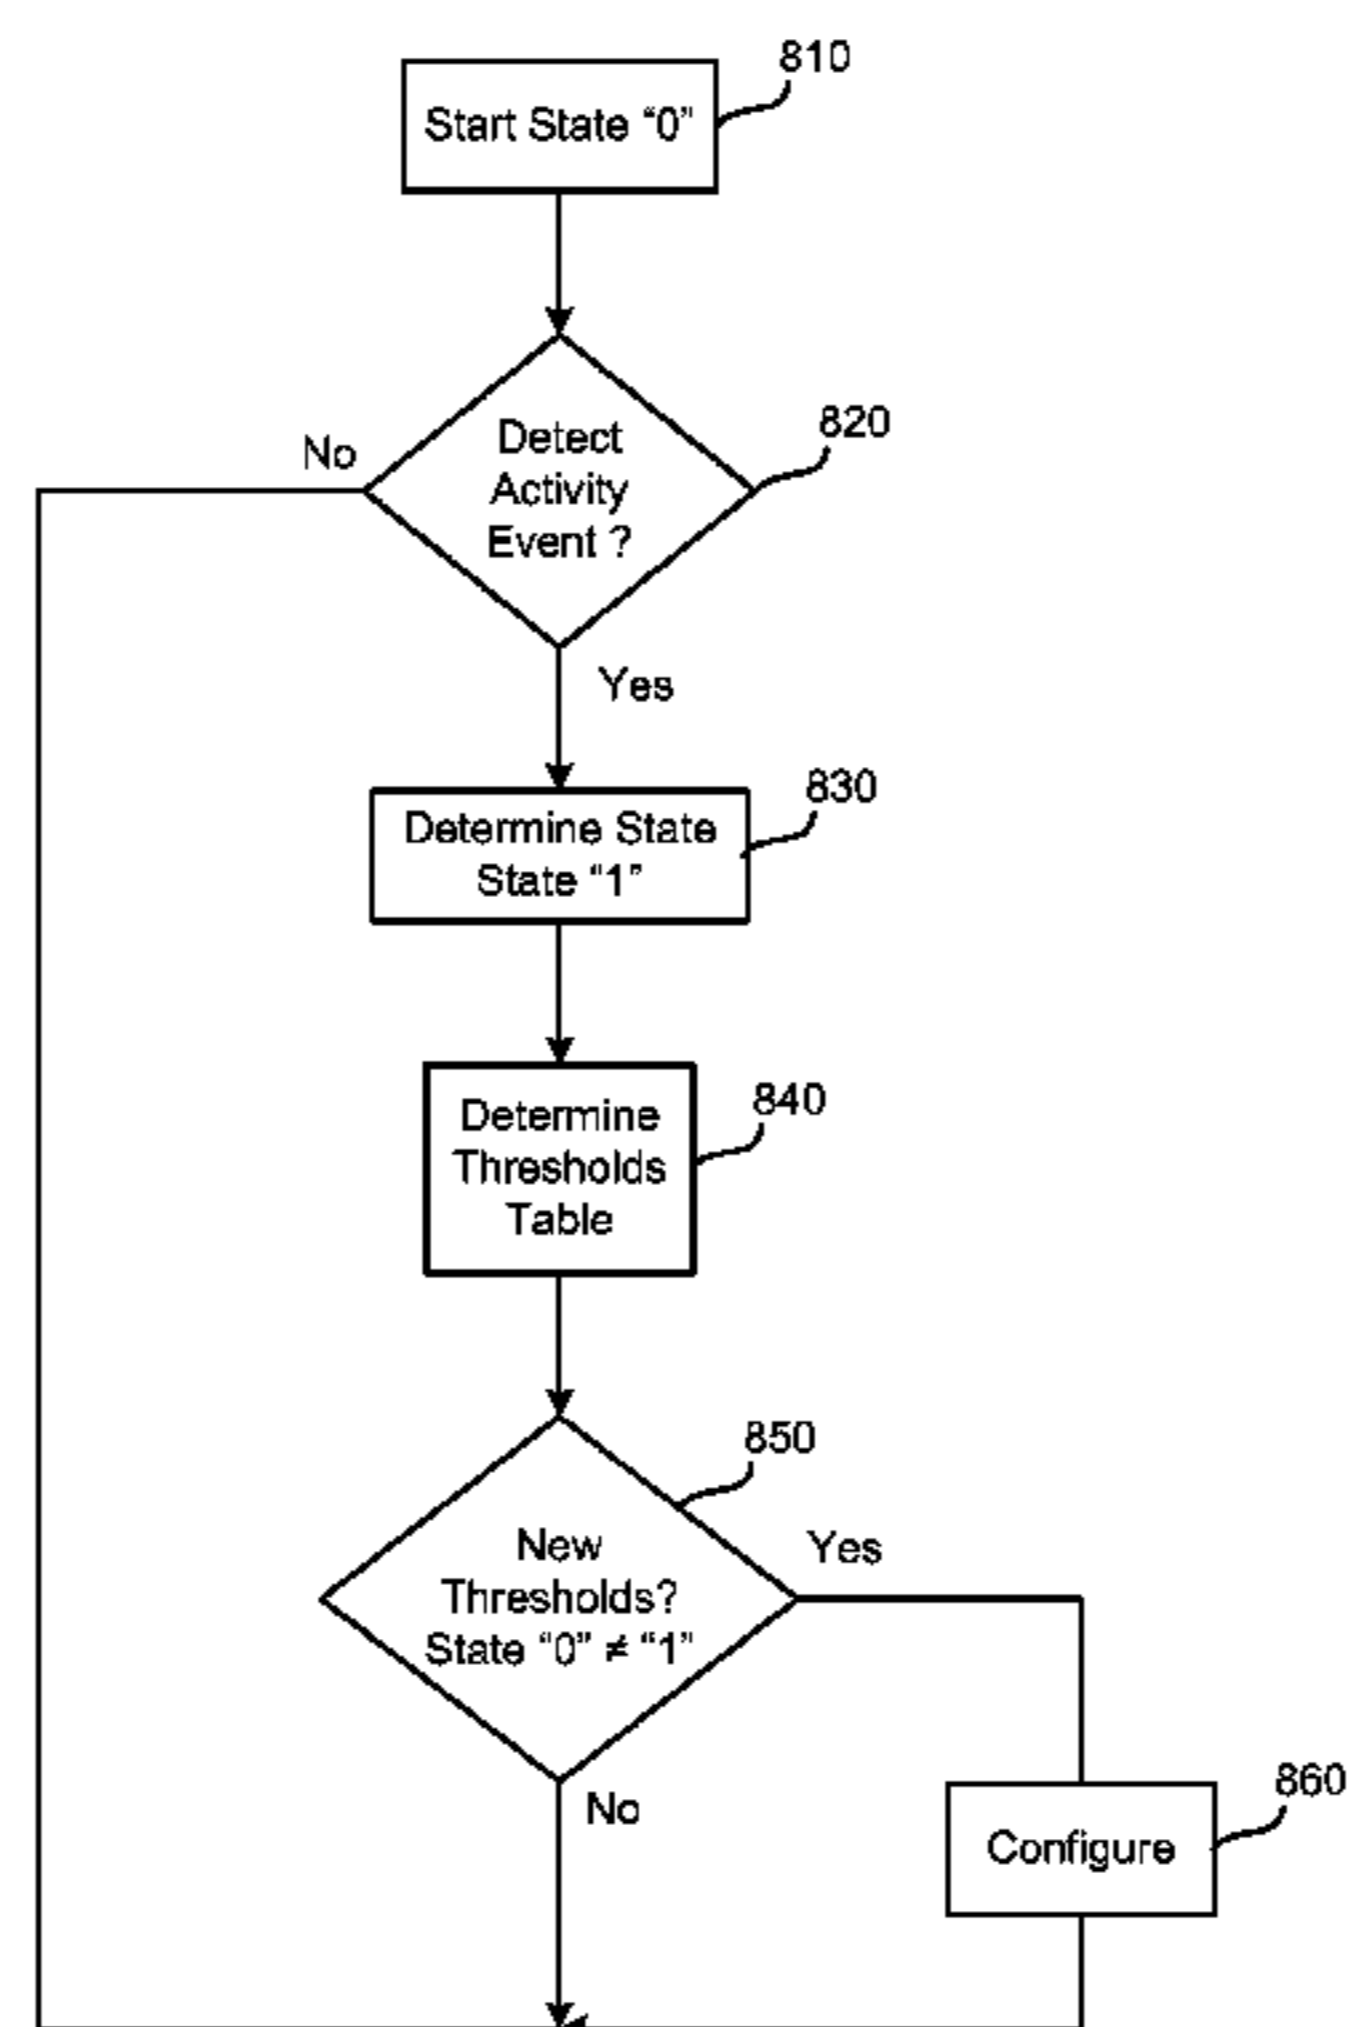 810
Start State “0”
820
No
Detect
Activity
Event ?
Yes
830
Determine State
State “1”
840
Determine
Thresholds
Table
850
New
Thresholds?
State “0” ≠ “1”
Yes
No
860
Configure